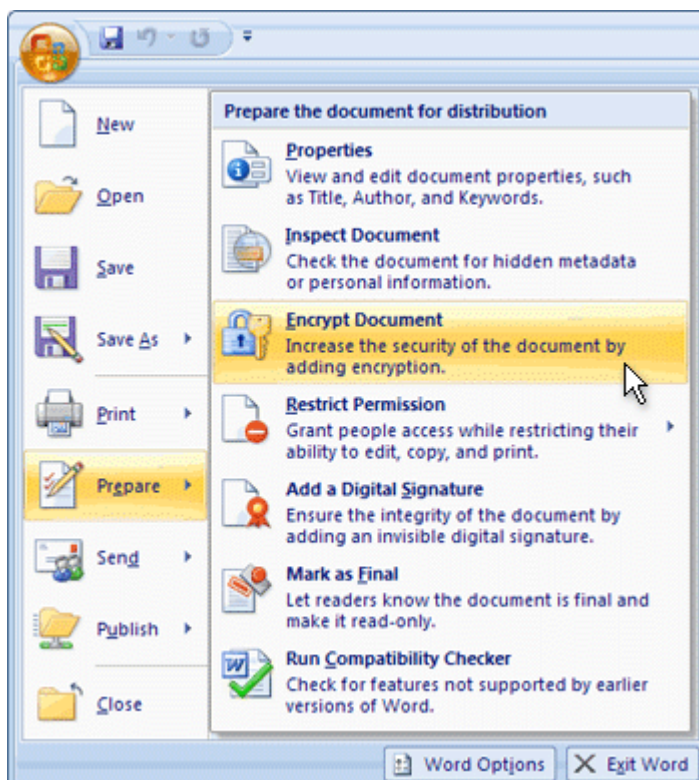 New
Open
Save
Save As
Print
Prepare
Send
Publish
Close
Prepare the document for distribution
Properties
View and edit document properties, such
as Title, Author, and Keywords.
Inspect Document
Check the document for hidden metadata
or personal information.
Encrypt Document
Increase the security of the document by
adding encryption.
Restrict Permission
Grant people access while restricting their
ability to edit, copy, and print.
Add a Digital Signature
Ensure the integrity of the document by
adding an invisible digital signature.
Mark as Final
Let readers know the document is final and
make it read-only.
Run Compatibility Checker
Check for features not supported by earlier
versions of Word.
Word Options
Exit Word